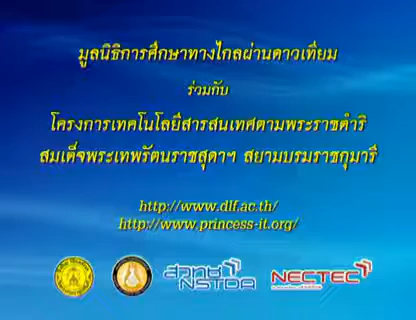 มูลนิธิการศึกษาทางไกลผ่านดาวเทียม
ร่วมกับ
โครงการเทคโนโลยีสารสนเทศตามพระราชดำริ
สมเด็จพระเทพรัตนราชสุดาฯ สยามบรมราชกุมารี
http://www.dlf.ac.th/
http://www.princess-it.org/
สวทช
NSTDA
NECTEC